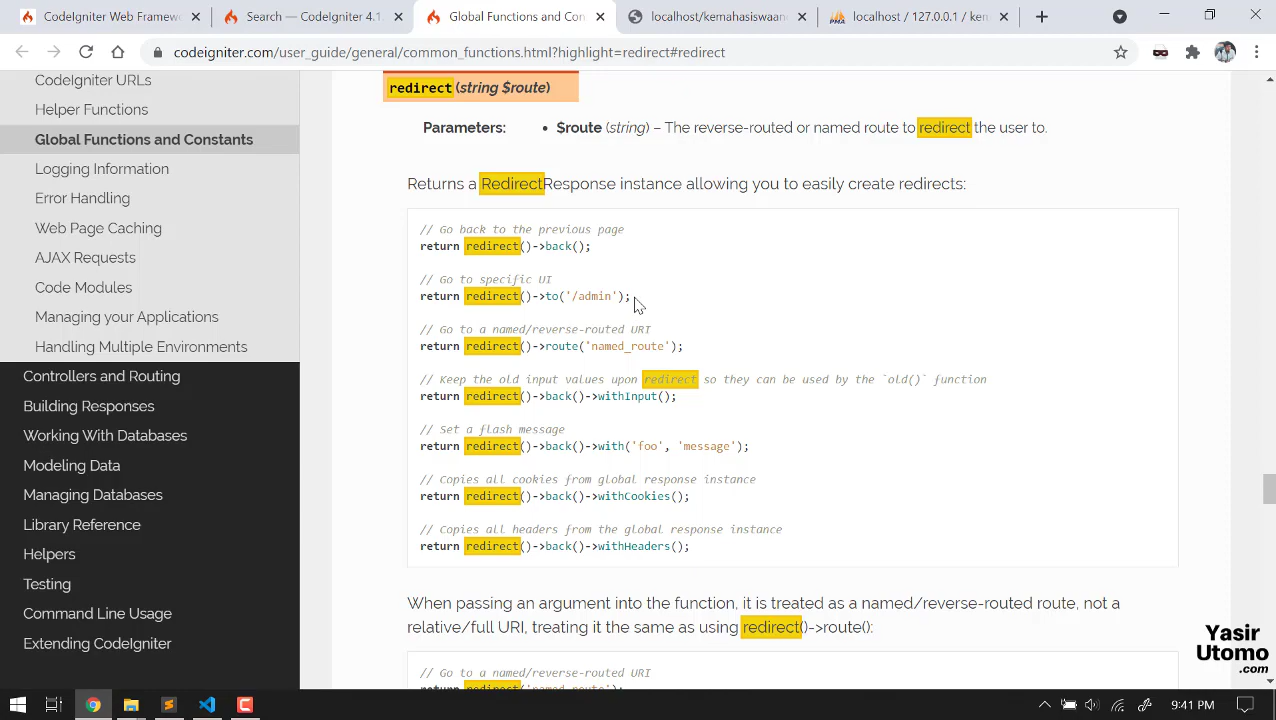 CodeIgniter Web Framew
Search — CodeIgniter 4.1.
Global Functions and Con
localhost/kemahasiswaan
localhost / 127.0.0.1 / ken
codeigniter.com/user_guide/general/common_functions.html?highlight=redirect#redirect
CodeIgniter URLs
Helper Functions
Global Functions and Constants
Logging Information
Error Handling
Web Page Caching
AJAX Requests
Code Modules
Managing your Applications
Handling Multiple Environments
Controllers and Routing
Building Responses
Working With Databases
Modeling Data
Managing Databases
Library Reference
Helpers
Testing
Command Line Usage
Extending CodeIgniter
redirect(string $route)
Parameters: • $route (string) – The reverse-routed or named route to redirect the user to.
Returns a RedirectResponse instance allowing you to easily create redirects:
// Go back to the previous page
return redirect()->back();
// Go to specific UI
return redirect()->to('/admin');
// Go to a named/reverse-routed URI
return redirect()->route('named_route');
// Keep the old input values upon redirect so they can be used by the `old()` function
return redirect()->back()->withInput();
// Set a flash message
return redirect()->back()->with('foo', 'message');
// Copies all cookies from global response instance
return redirect()->back()->withCookies();
// Copies all headers from the global response instance
return redirect()->back()->withHeaders();
When passing an argument into the function, it is treated as a named/reverse-routed route, not a
relative/full URI, treating it the same as using redirect()->route():
// Go to a named/reverse-routed URI
return redirect('named_route');
Yasir
Utomo
.com
9:41 PM